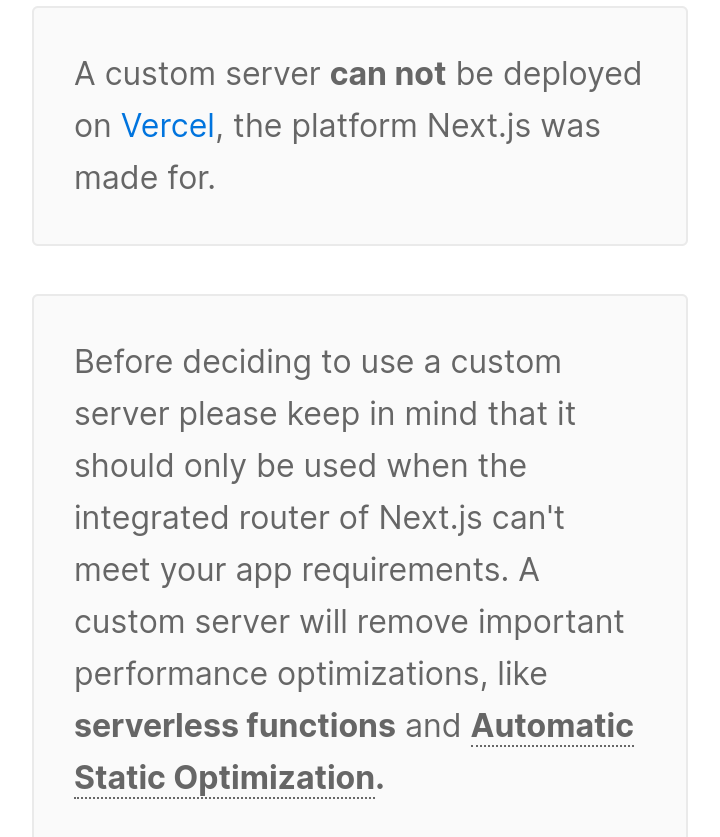 A custom server can not be deployed
on Vercel, the platform Next.js was
made for.
Before deciding to use a custom
server please keep in mind that it
should only be used when the
integrated router of Next.js can't
meet your app requirements. A
custom server will remove important
performance optimizations, like
serverless functions and Automatic
Static Optimization.